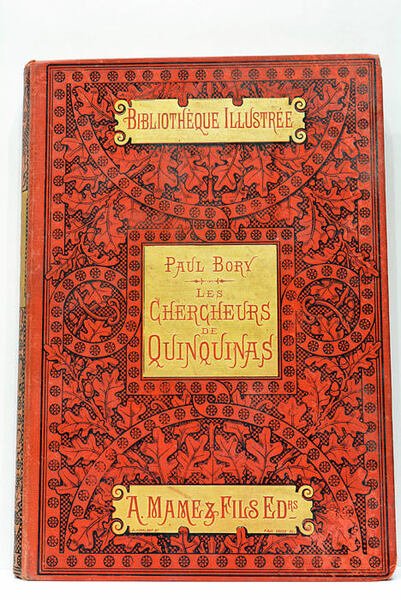 BIBLIOTHÈQUE ILLUSTRÉE
PAUL BORY
LES
CHERCHEURS
DE
QUINQUINAS
A. MAME & FILS EDRS